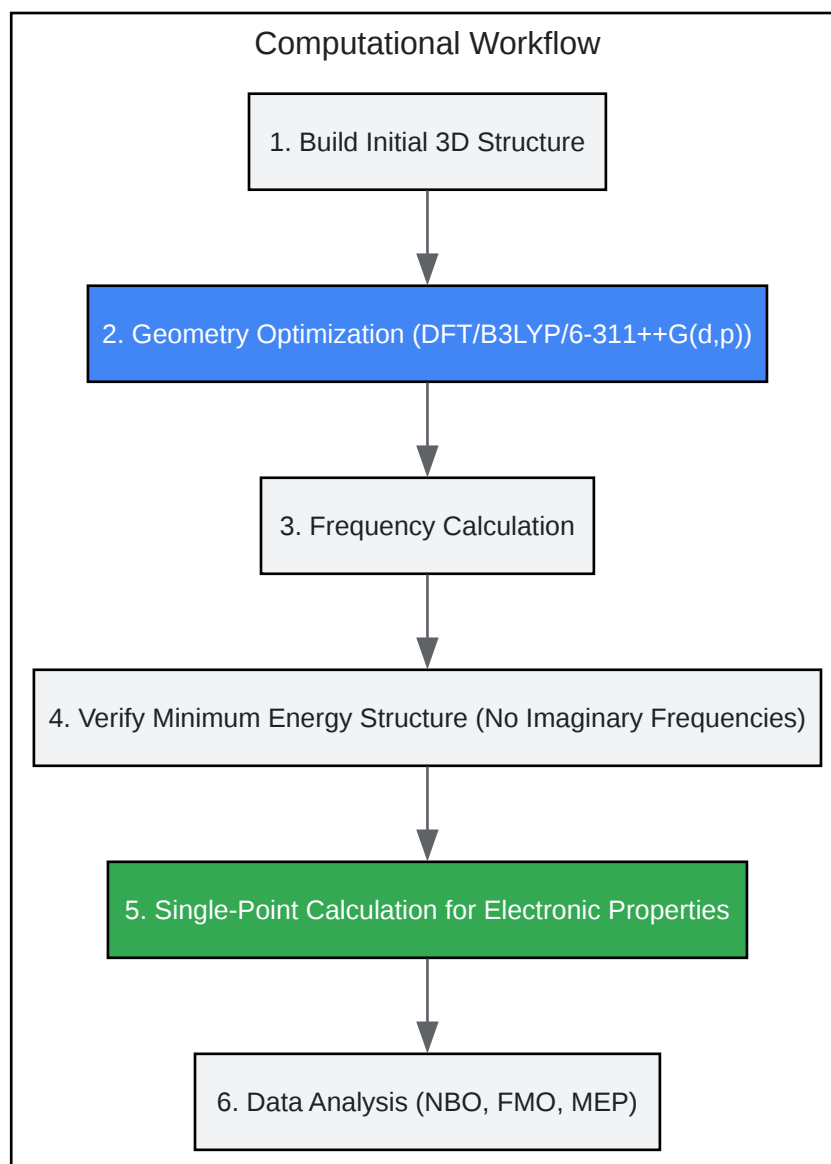 Computational Workflow
1. Build Initial 3D Structure
2. Geometry Optimization (DFT/B3LYP/6-311++G(d,p))
3. Frequency Calculation
4. Verify Minimum Energy Structure (No Imaginary Frequencies)
5. Single-Point Calculation for Electronic Properties
6. Data Analysis (NBO, FMO, MEP)